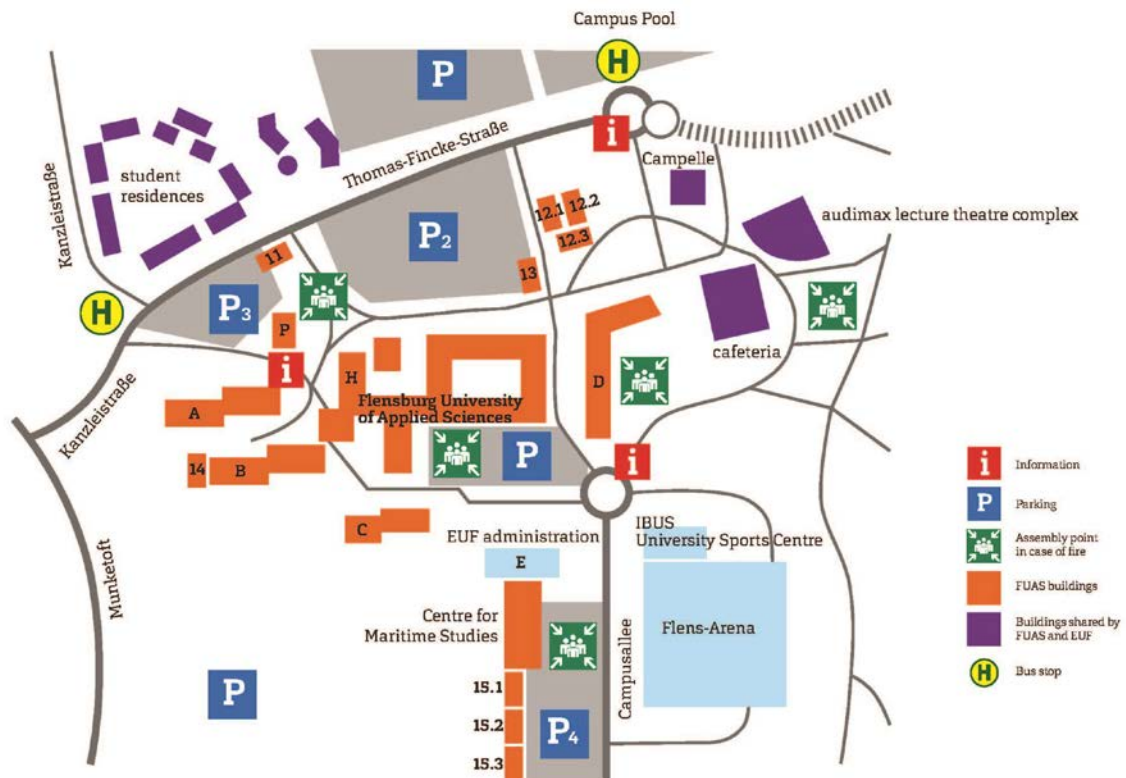 Campus Pool
H
P
Thomas-Fincke-Straße
i
Campelle
student
residences
Kanzleistraße
12.1
12.2
12.3
audimax lecture theatre complex
P2
11
13
H
P3
P
cafeteria
i
H
D
Flensburg University
of Applied Sciences
A
Kanzleistraße
P
i
14
B
C
EUF administration
IBUS
University Sports Centre
E
Munketoft
Centre for
Maritime Studies
Flens-Arena
Campusallee
P
15.1
15.2
15.3
P4
i
Information
P
Parking
Assembly point
in case of fire
FUAS buildings
Buildings shared by
FUAS and EUF
H
Bus stop